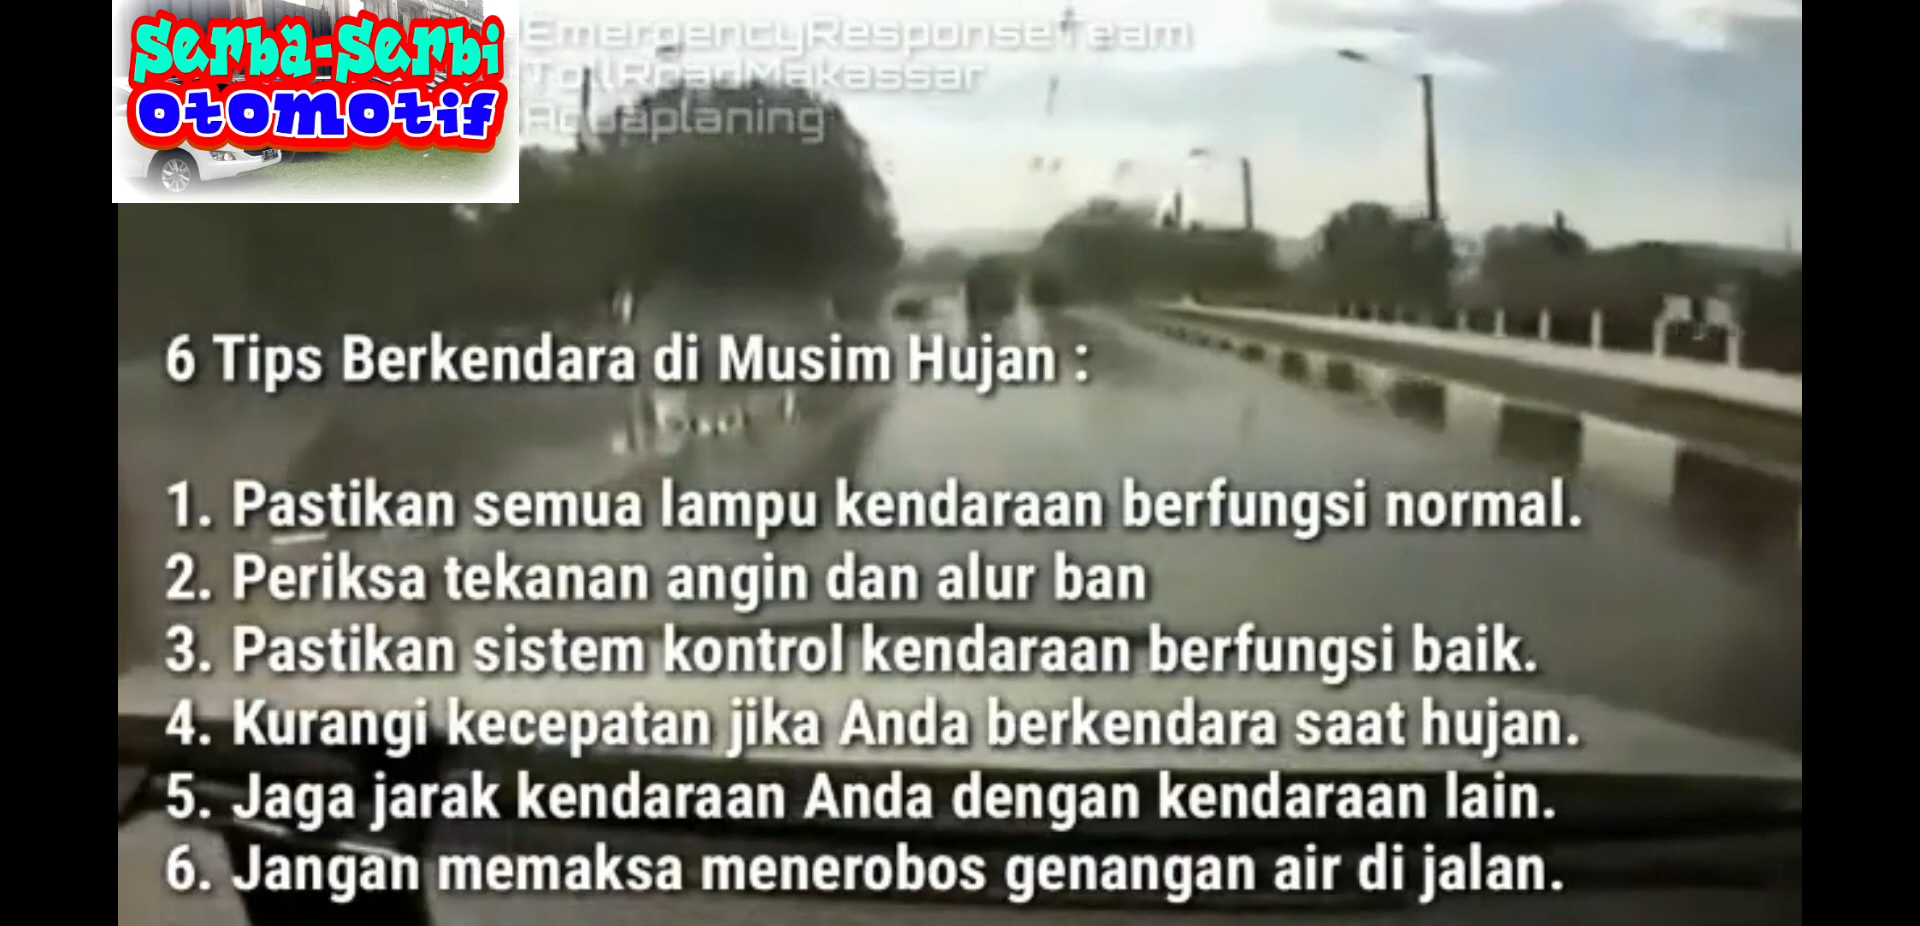 Serba-Serbi
Otomotif
EmergencyResponseTeam
TollRoadMakassar
Aquaplaning
6 Tips Berkendara di Musim Hujan :
1. Pastikan semua lampu kendaraan berfungsi normal.
2. Periksa tekanan angin dan alur ban
3. Pastikan sistem kontrol kendaraan berfungsi baik.
4. Kurangi kecepatan jika Anda berkendara saat hujan.
5. Jaga jarak kendaraan Anda dengan kendaraan lain.
6. Jangan memaksa menerobos genangan air di jalan.